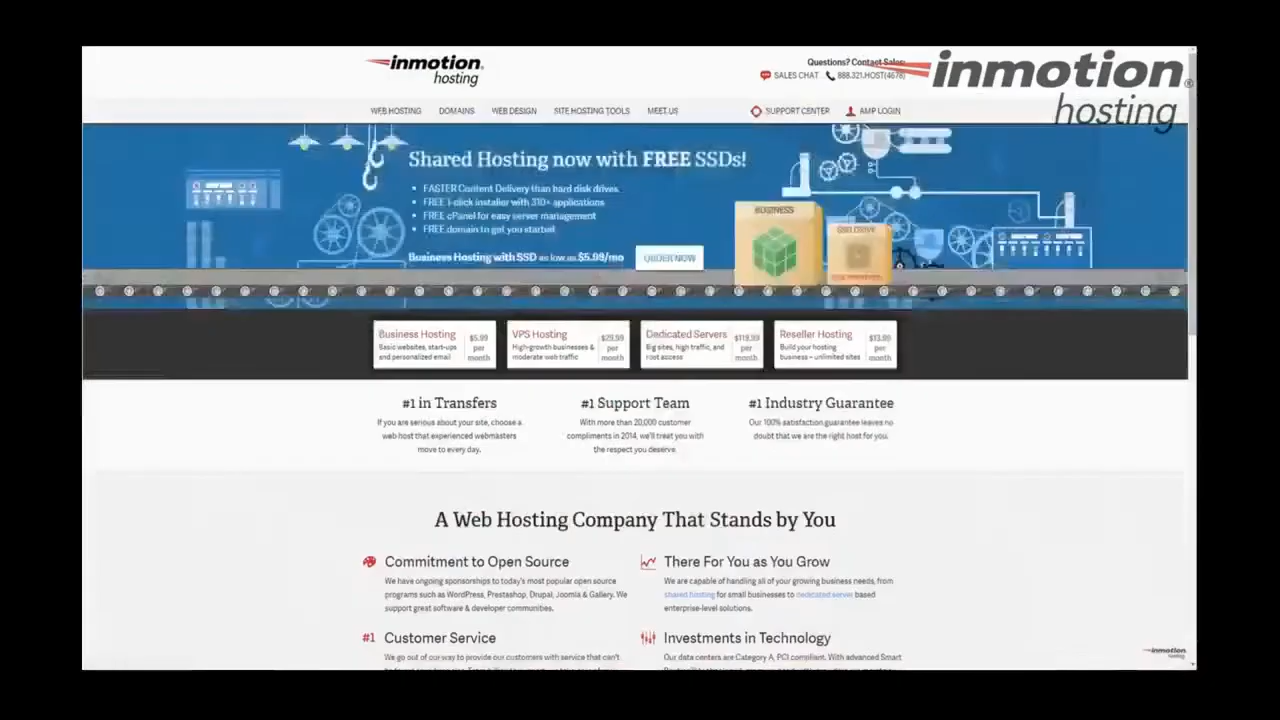 inmotion
hosting
Questions? Contact Sales:
SALES CHAT 888.321.HOST(4678)
inmotion
hosting
WEB HOSTING DOMAINS WEB DESIGN SITE HOSTING TOOLS MEET US SUPPORT CENTER AMP LOGIN
Shared Hosting now with FREE SSDs!
FASTER Content Delivery than hard disk drives.
FREE 1-click installer with 310+ applications
FREE cPanel for easy server management
FREE domain to get you started!
Business Hosting with SSD as low as $5.99/mo
ORDER NOW
BUSINESS
SSD DRIVE
Business Hosting
Basic websites, start-ups
and personalized email
$5.99
per
month
VPS Hosting
High-growth businesses &
moderate web traffic
$29.99
per
month
Dedicated Servers
Big sites, high traffic, and
root access
$119.99
per
month
Reseller Hosting
Build your hosting
business – unlimited sites
$13.99
per
month
#1 in Transfers
If you are serious about your site, choose a
web host that experienced webmasters
move to every day.
#1 Support Team
With more than 20,000 customer
compliments in 2014, we'll treat you with
the respect you deserve.
#1 Industry Guarantee
Our 100% satisfaction guarantee leaves no
doubt that we are the right host for you.
A Web Hosting Company That Stands by You
Commitment to Open Source
We have ongoing sponsorships to today's most popular open source
programs such as WordPress, Prestashop, Drupal, Joomla & Gallery. We
support great software & developer communities.
There For You as You Grow
We are capable of handling all of your growing business needs, from
shared hosting for small businesses to dedicated server based
enterprise-level solutions.
#1 Customer Service
We go out of our way to provide our customers with service that can't
Investments in Technology
Our data centers are Category A, PCI compliant. With advanced Smart
inmotion
hosting